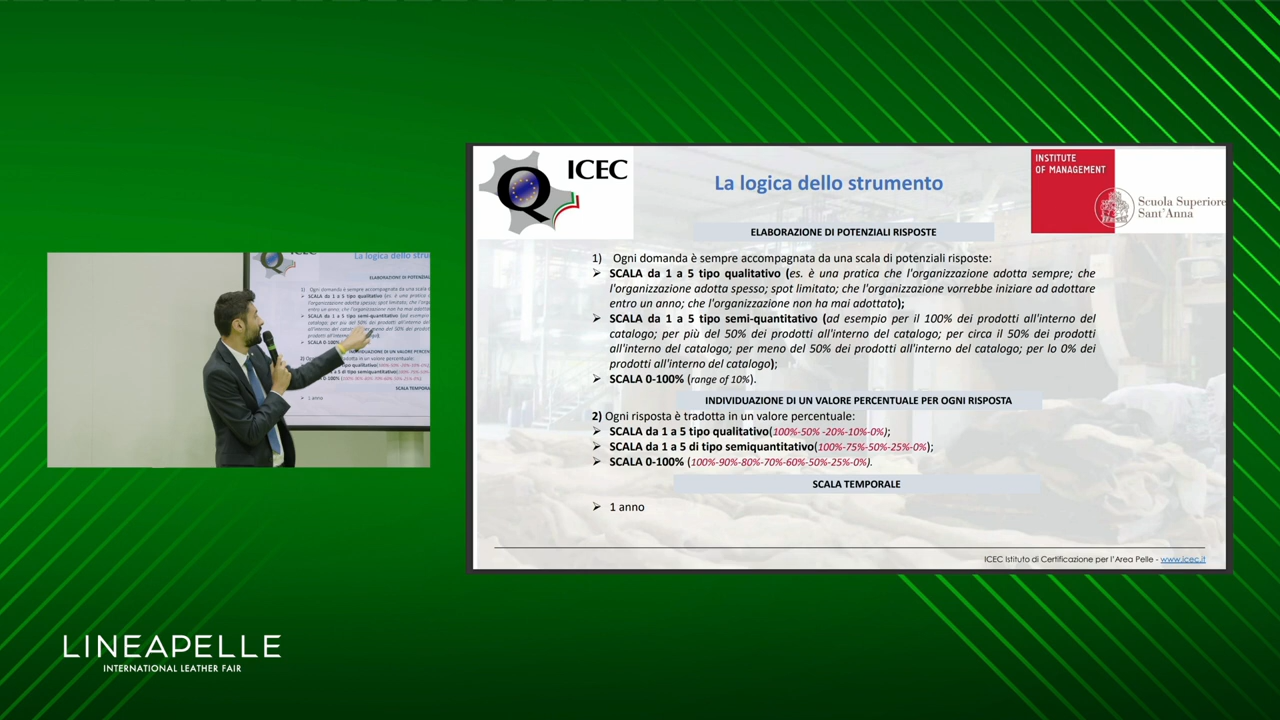 ICEC
La logica dello strumento
INSTITUTE
OF MANAGEMENT
Scuola Superiore
Sant'Anna
ELABORAZIONE DI POTENZIALI RISPOSTE
1) Ogni domanda è sempre accompagnata da una scala di potenziali risposte:
➢ SCALA da 1 a 5 tipo qualitativo (es. è una pratica che l'organizzazione adotta sempre; che
l'organizzazione adotta spesso; spot limitato; che l'organizzazione vorrebbe iniziare ad adottare
entro un anno; che l'organizzazione non ha mai adottato);
➢ SCALA da 1 a 5 tipo semi-quantitativo (ad esempio per il 100% dei prodotti all'interno del
catalogo; per più del 50% dei prodotti all'interno del catalogo; per circa il 50% dei prodotti
all'interno del catalogo; per meno del 50% dei prodotti all'interno del catalogo; per lo 0% dei
prodotti all'interno del catalogo);
➢ SCALA 0-100% (range of 10%).
INDIVIDUAZIONE DI UN VALORE PERCENTUALE PER OGNI RISPOSTA
2) Ogni risposta è tradotta in un valore percentuale:
➢ SCALA da 1 a 5 tipo qualitativo(100%-50% -20%-10%-0%);
➢ SCALA da 1 a 5 di tipo semiquantitativo(100%-75%-50%-25%-0%);
➢ SCALA 0-100% (100%-90%-80%-70%-60%-50%-25%-0%).
SCALA TEMPORALE
➢ 1 anno
ICEC Istituto di Certificazione per l'Area Pelle - www.icec.it
LINEAPELLE
INTERNATIONAL LEATHER FAIR